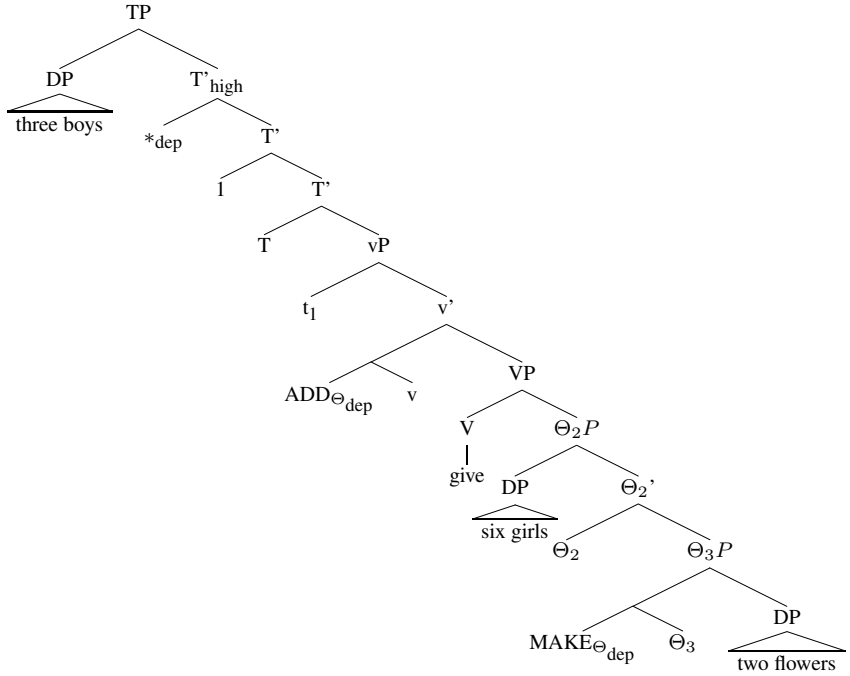 TP
DP T'high
three boys
*dep T'
1 T'
T vP
t1 v'
ADDΘdep v VP
V Θ2P
give
DP Θ2'
six girls
Θ2 Θ3P
MAKEΘdep Θ3 DP
two flowers